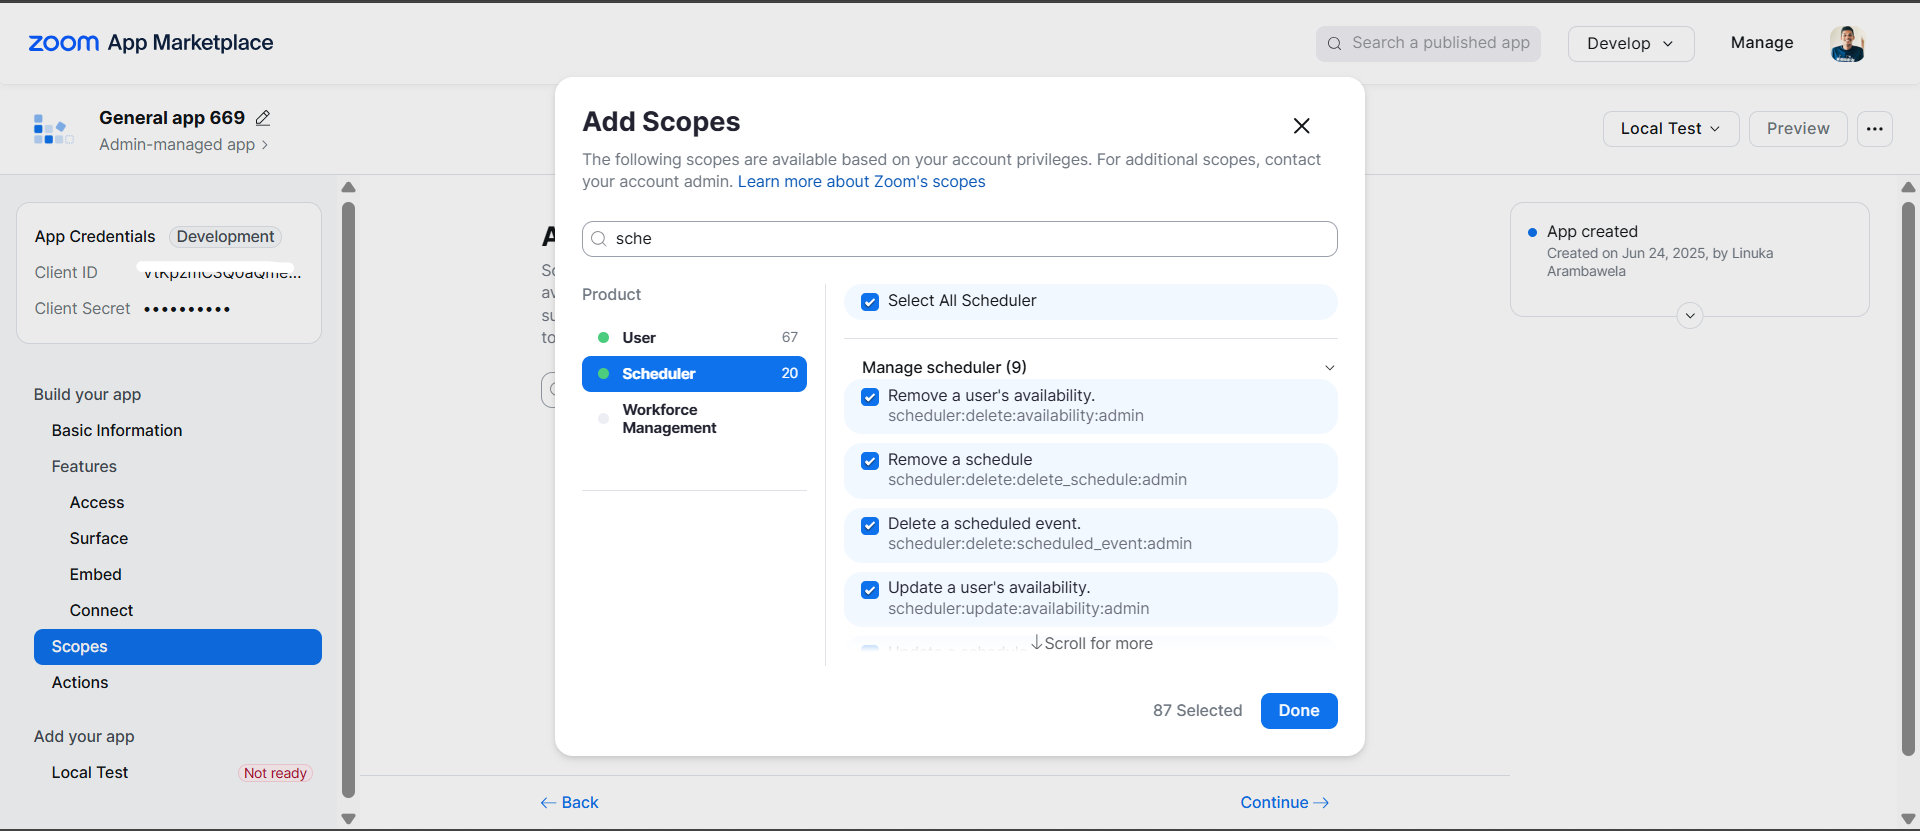 zoom App Marketplace
Search a published app
Develop
Manage
General app 669
Admin-managed app
Local Test
Preview
App Credentials
Development
Client ID
Client Secret
Build your app
Basic Information
Features
Access
Surface
Embed
Connect
Scopes
Actions
Add your app
Local Test
Not ready
Add Scopes
The following scopes are available based on your account privileges. For additional scopes, contact
your account admin. Learn more about Zoom's scopes
sche
Product
User 67
Scheduler 20
Workforce
Management
Select All Scheduler
Manage scheduler (9)
Remove a user's availability.
scheduler:delete:availability:admin
Remove a schedule
scheduler:delete:delete_schedule:admin
Delete a scheduled event.
scheduler:delete:scheduled_event:admin
Update a user's availability.
scheduler:update:availability:admin
Scroll for more
87 Selected
Done
Back
Continue
App created
Created on Jun 24, 2025, by Linuka
Arambawela